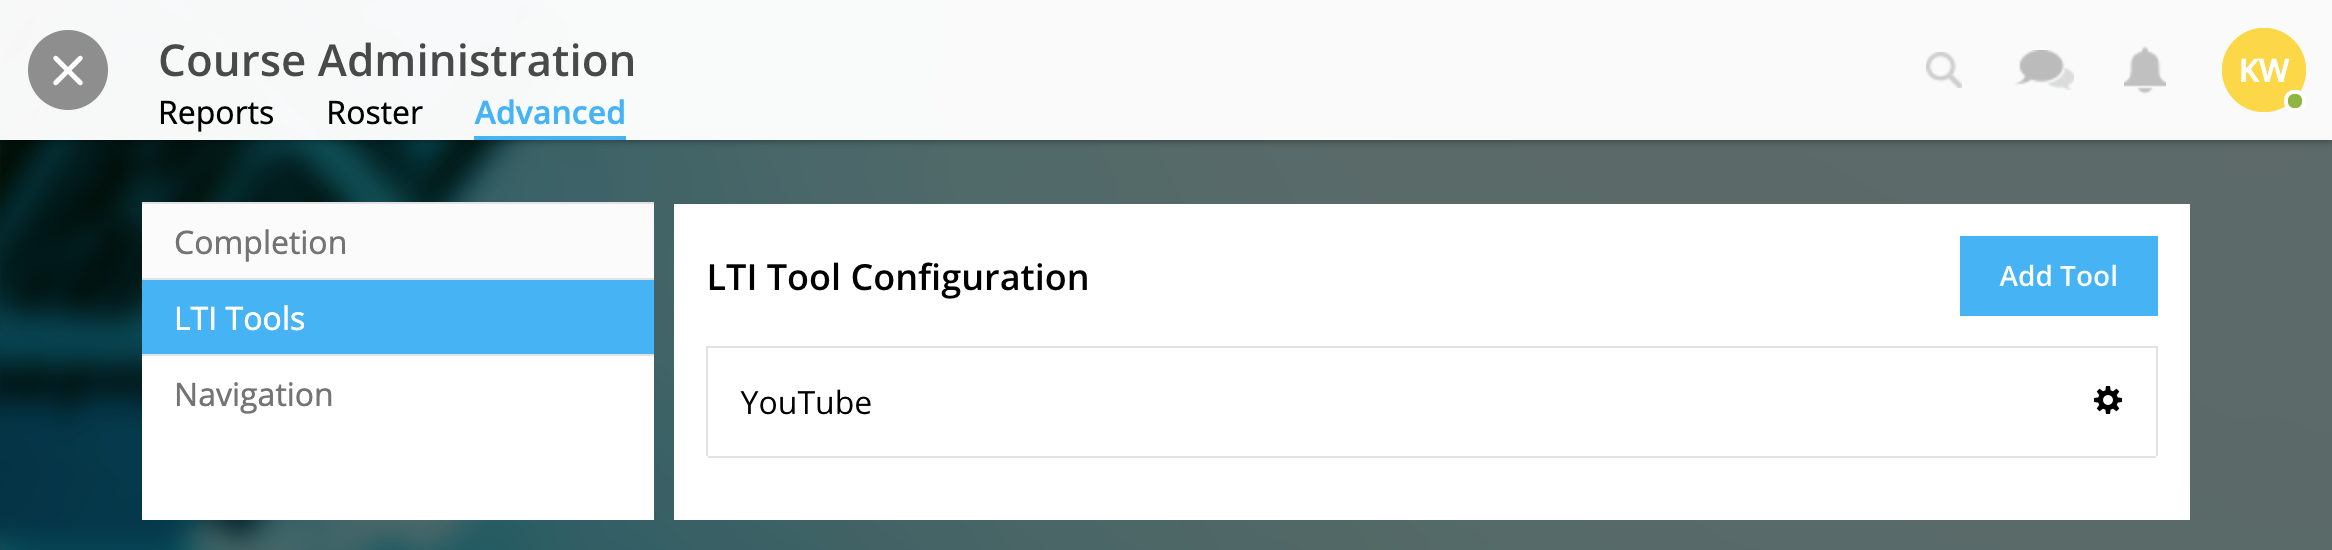 Course Administration
Reports Roster Advanced
KW
Completion
LTI Tools
Navigation
LTI Tool Configuration
Add Tool
YouTube